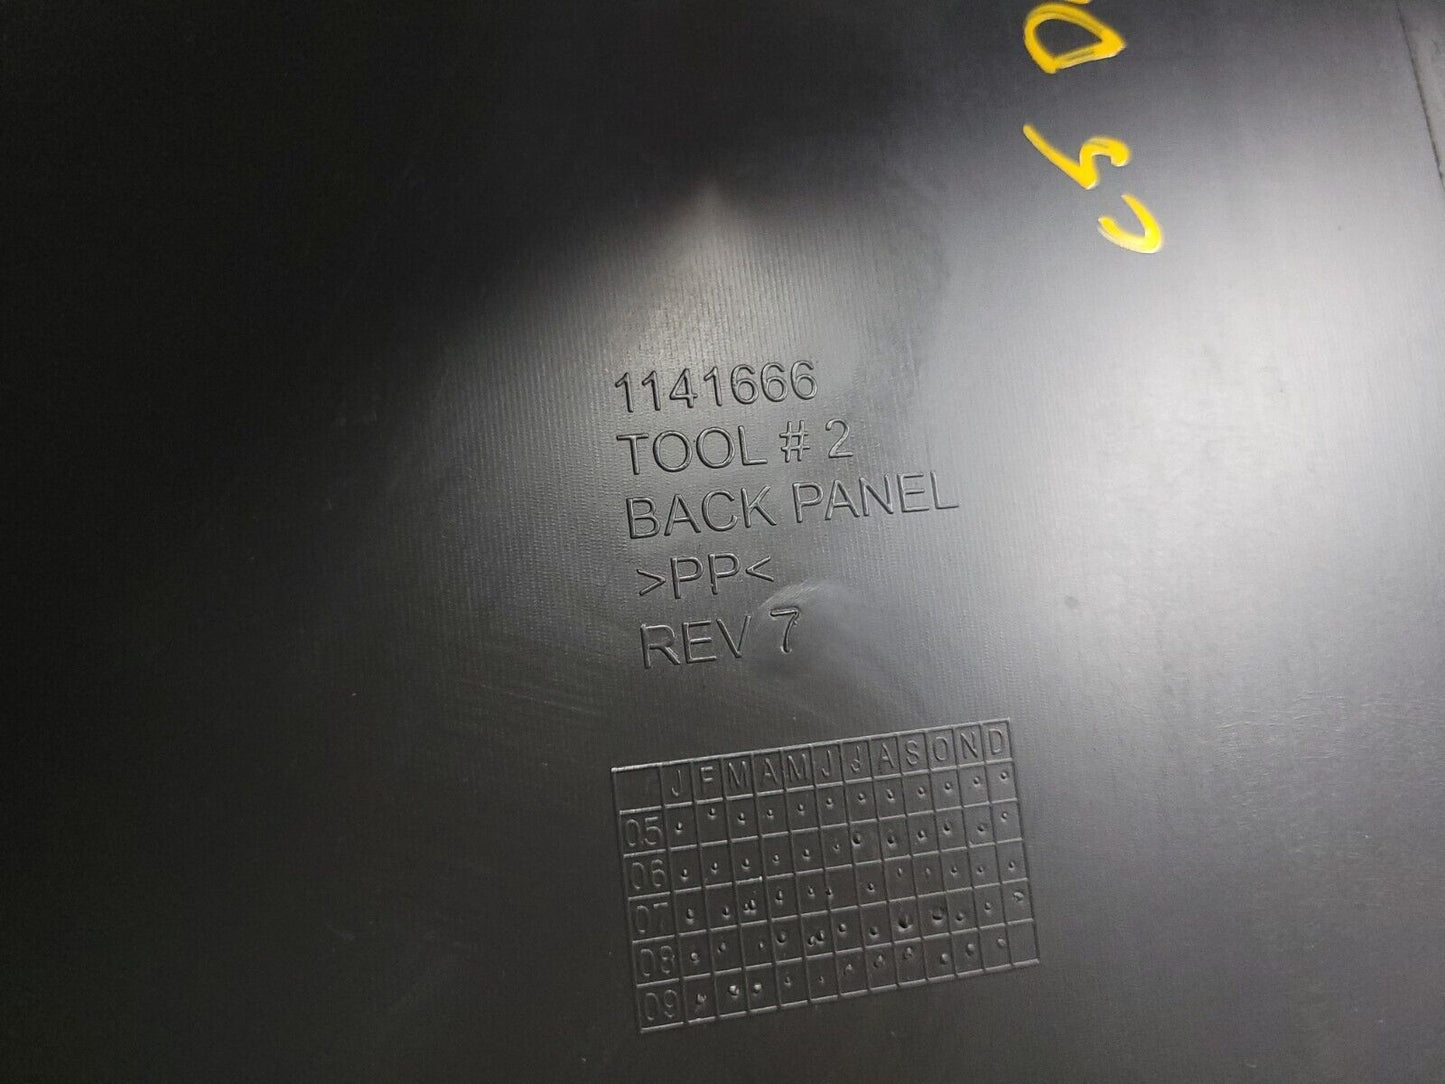 1141666
TOOL # 2
BACK PANEL
>PP<
REV 7
J F M A M J J A S O N D
05
06
07
08
09